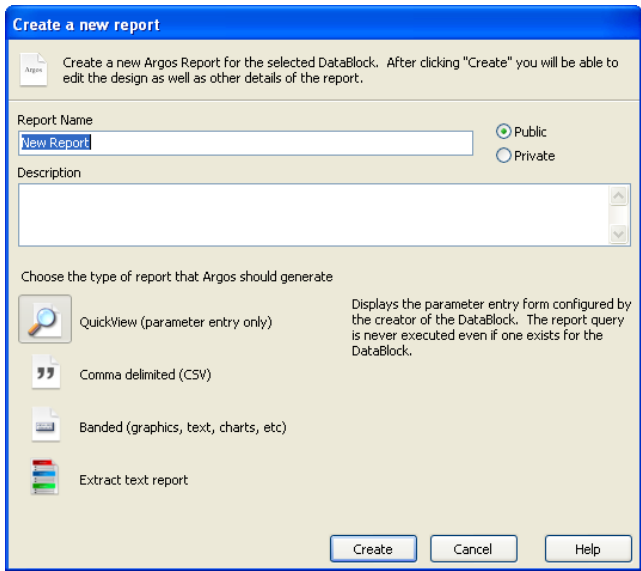 Create a new report
Argos
Create a new Argos Report for the selected DataBlock. After clicking "Create" you will be able to
edit the design as well as other details of the report.
Report Name
New Report
Public
Private
Description
Choose the type of report that Argos should generate
QuickView (parameter entry only)
Displays the parameter entry form configured by
the creator of the DataBlock. The report query
is never executed even if one exists for the
DataBlock.
Comma delimited (CSV)
Banded (graphics, text, charts, etc)
Extract text report
Create
Cancel
Help